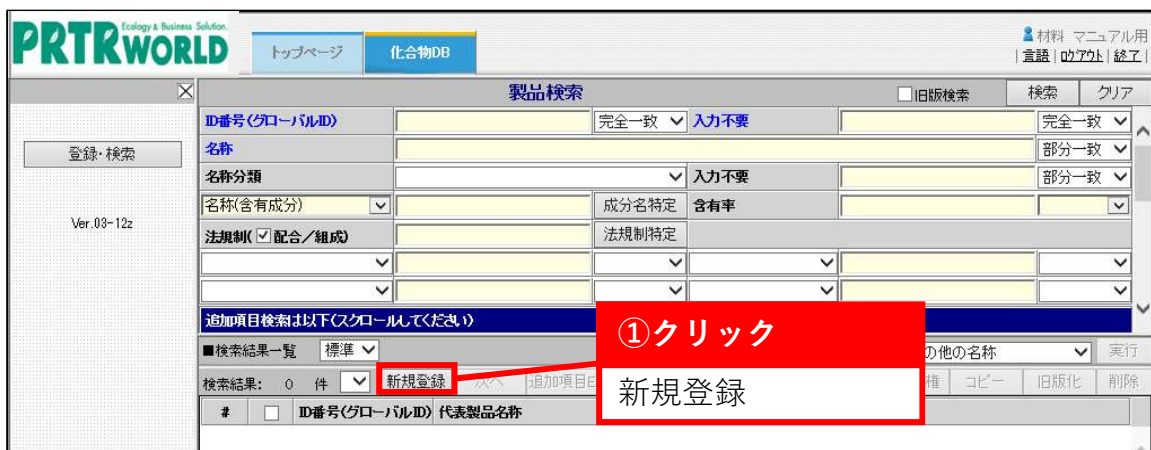 Ecology & Business Solution.
PRTR WORLD
トップページ
化合物DB
材料 マニュアル用
|言語|ログアウト|終了|
製品検索
旧版検索
検索
クリア
ID番号(グローバルID)
完全一致
入力不要
完全一致
登録・検索
名称
部分一致
名称分類
入力不要
部分一致
名称(含有成分)
成分名特定
含有率
Ver.03-12z
法規制(配合/組成)
法規制特定
追加項目検索は以下(スクロールしてください)
①クリック
新規登録
■検索結果一覧
標準
の他の名称
実行
検索結果: 0 件
新規登録
次へ
追加項目
権
コピー
旧版化
削除
# ID番号(グローバルID) 代表製品名称